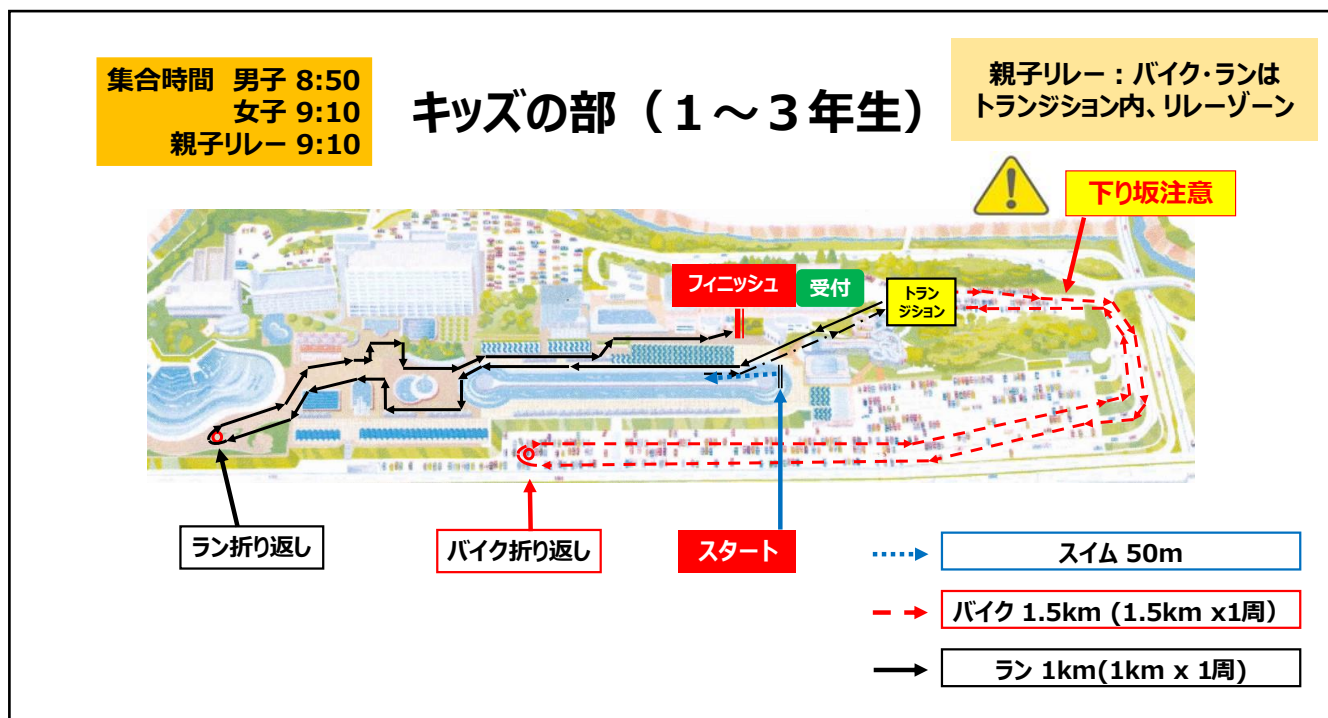 集合時間 男子 8:50
女子 9:10
親子リレー 9:10
キッズの部（１～３年生）
親子リレー：バイク・ランは
トランジション内、リレーゾーン
下り坂注意
フィニッシュ
受付
トラン
ジション
ラン折り返し
バイク折り返し
スタート
スイム 50m
バイク 1.5km (1.5km x1周）
ラン 1km(1km x 1周)